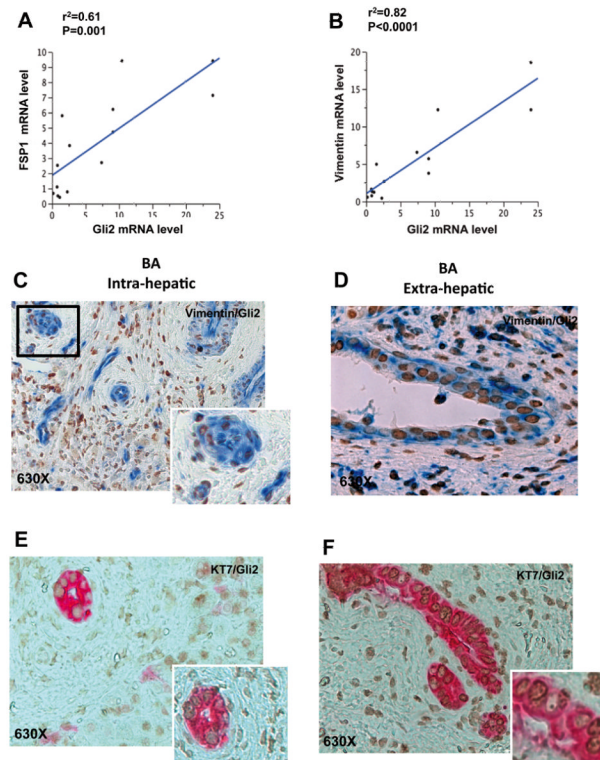 A
r²=0.61
P=0.001
FSP1 mRNA level
10
9
8
7
6
5
4
3
2
1
0
0 5 10 15 20 25
Gli2 mRNA level
B
r²=0.82
P<0.0001
Vimentin mRNA level
20
15
10
5
0
0 5 10 15 20 25
Gli2 mRNA level
C
BA
Intra-hepatic
Vimentin/Gli2
630X
D
BA
Extra-hepatic
Vimentin/Gli2
630X
E
KT7/Gli2
630X
F
KT7/Gli2
630X